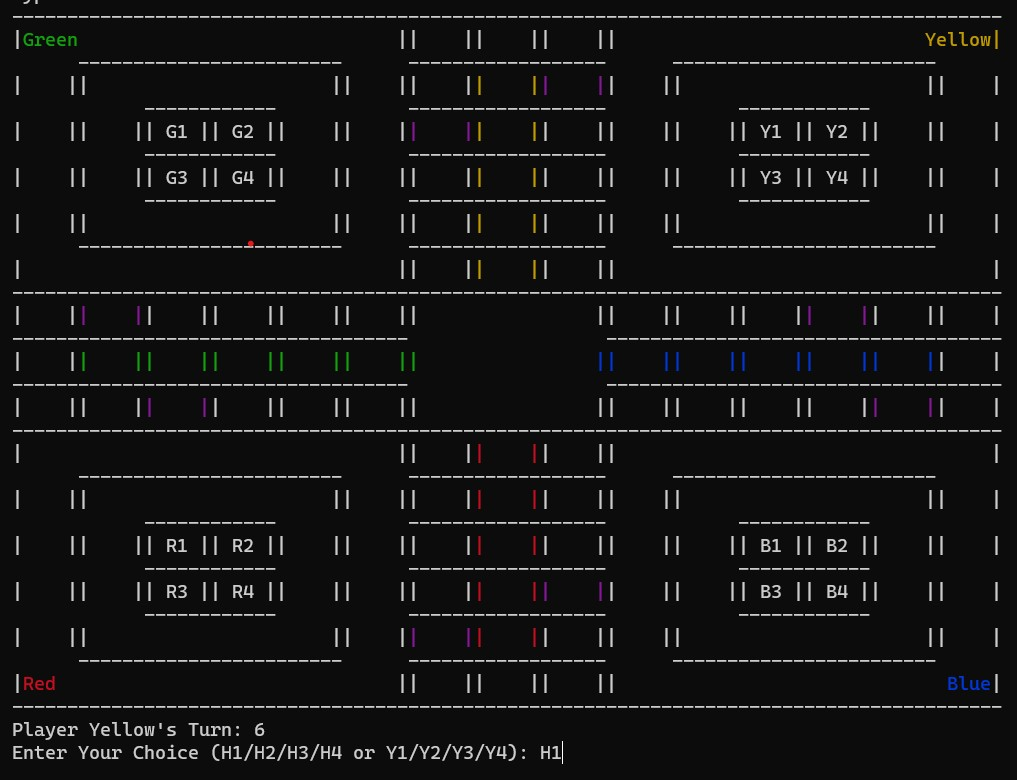 Green Yellow
G1 G2 Y1 Y2
G3 G4 Y3 Y4
R1 R2 B1 B2
R3 R4 B3 B4
Red Blue
Player Yellow's Turn: 6
Enter Your Choice (H1/H2/H3/H4 or Y1/Y2/Y3/Y4): H1